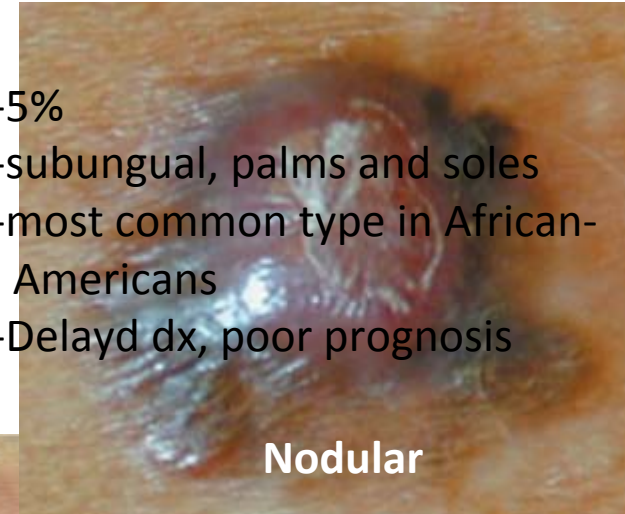 -5%
-subungual, palms and soles
-most common type in African-
Americans
-Delayd dx, poor prognosis
Nodular